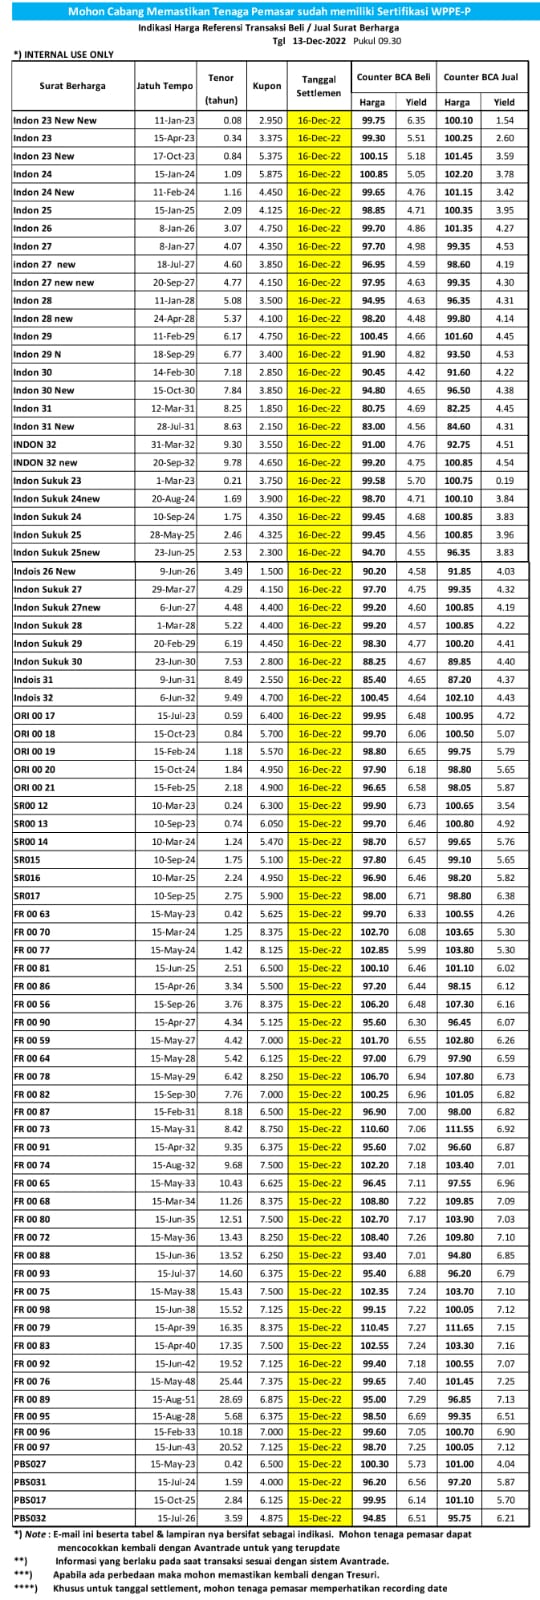 Mohon Cabang Memastikan Tenaga Pemasar sudah memiliki Sertifikasi WPPE-P
Indikasi Harga Referensi Transaksi Beli / Jual Surat Berharga
Tgl 13-Dec-2022 Pukul 09.30
*) INTERNAL USE ONLY
Surat Berharga Jatuh Tempo Tenor (tahun) Kupon Tanggal Settlemen Counter BCA Beli Counter BCA Jual
Harga Yield Harga Yield
Indon 23 New New 11-Jan-23 0.08 2.950 16-Dec-22 99.75 6.35 100.10 1.54
Indon 23 15-Apr-23 0.34 3.375 16-Dec-22 99.30 5.51 100.25 2.60
Indon 23 New 17-Oct-23 0.84 5.375 16-Dec-22 100.15 5.18 101.45 3.59
Indon 24 15-Jan-24 1.09 5.875 16-Dec-22 100.85 5.05 102.20 3.78
Indon 24 New 11-Feb-24 1.16 4.450 16-Dec-22 99.65 4.76 101.15 3.42
Indon 25 15-Jan-25 2.09 4.125 16-Dec-22 98.85 4.71 100.35 3.95
Indon 26 8-Jan-26 3.07 4.750 16-Dec-22 99.70 4.86 101.35 4.27
Indon 27 8-Jan-27 4.07 4.350 16-Dec-22 97.70 4.98 99.35 4.53
indon 27 new 18-Jul-27 4.60 3.850 16-Dec-22 96.95 4.59 98.60 4.19
Indon 27 new new 20-Sep-27 4.77 4.150 16-Dec-22 97.95 4.63 99.35 4.30
Indon 28 11-Jan-28 5.08 3.500 16-Dec-22 94.95 4.63 96.35 4.31
Indon 28 new 24-Apr-28 5.37 4.100 16-Dec-22 98.20 4.48 99.80 4.14
Indon 29 11-Feb-29 6.17 4.750 16-Dec-22 100.45 4.66 101.60 4.45
Indon 29 N 18-Sep-29 6.77 3.400 16-Dec-22 91.90 4.82 93.50 4.53
Indon 30 14-Feb-30 7.18 2.850 16-Dec-22 90.45 4.42 91.60 4.22
Indon 30 New 15-Oct-30 7.84 3.850 16-Dec-22 94.80 4.65 96.50 4.38
Indon 31 12-Mar-31 8.25 1.850 16-Dec-22 80.75 4.69 82.25 4.45
Indon 31 New 28-Jul-31 8.63 2.150 16-Dec-22 83.00 4.56 84.60 4.31
INDON 32 31-Mar-32 9.30 3.550 16-Dec-22 91.00 4.76 92.75 4.51
INDON 32 new 20-Sep-32 9.78 4.650 16-Dec-22 99.20 4.75 100.85 4.54
Indon Sukuk 23 1-Mar-23 0.21 3.750 16-Dec-22 99.58 5.70 100.75 0.19
Indon Sukuk 24new 20-Aug-24 1.69 3.900 16-Dec-22 98.70 4.71 100.10 3.84
Indon Sukuk 24 10-Sep-24 1.75 4.350 16-Dec-22 99.45 4.68 100.85 3.83
Indon Sukuk 25 28-May-25 2.46 4.325 16-Dec-22 99.45 4.56 100.85 3.96
Indon Sukuk 25new 23-Jun-25 2.53 2.300 16-Dec-22 94.70 4.55 96.35 3.83
Indois 26 New 9-Jun-26 3.49 1.500 16-Dec-22 90.20 4.58 91.85 4.03
Indon Sukuk 27 29-Mar-27 4.29 4.150 16-Dec-22 97.70 4.75 99.35 4.32
Indon Sukuk 27new 6-Jun-27 4.48 4.400 16-Dec-22 99.20 4.60 100.85 4.19
Indon Sukuk 28 1-Mar-28 5.22 4.400 16-Dec-22 99.20 4.57 100.85 4.22
Indon Sukuk 29 20-Feb-29 6.19 4.450 16-Dec-22 98.30 4.77 100.20 4.41
Indon Sukuk 30 23-Jun-30 7.53 2.800 16-Dec-22 88.25 4.67 89.85 4.40
Indois 31 9-Jun-31 8.49 2.550 16-Dec-22 85.40 4.65 87.20 4.37
Indois 32 6-Jun-32 9.49 4.700 16-Dec-22 100.45 4.64 102.10 4.43
ORI 00 17 15-Jul-23 0.59 6.400 16-Dec-22 99.95 6.48 100.95 4.72
ORI 00 18 15-Oct-23 0.84 5.700 16-Dec-22 99.70 6.06 100.50 5.07
ORI 00 19 15-Feb-24 1.18 5.570 16-Dec-22 98.80 6.65 99.75 5.79
ORI 00 20 15-Oct-24 1.84 4.950 16-Dec-22 97.90 6.18 98.80 5.65
ORI 00 21 15-Feb-25 2.18 4.900 16-Dec-22 96.65 6.58 98.05 5.87
SR00 12 10-Mar-23 0.24 6.300 15-Dec-22 99.90 6.73 100.65 3.54
SR00 13 10-Sep-23 0.74 6.050 15-Dec-22 99.70 6.46 100.80 4.92
SR00 14 10-Mar-24 1.24 5.470 15-Dec-22 98.70 6.57 99.65 5.76
SR015 10-Sep-24 1.75 5.100 15-Dec-22 97.80 6.45 99.10 5.65
SR016 10-Mar-25 2.24 4.950 15-Dec-22 96.90 6.46 98.20 5.82
SR017 10-Sep-25 2.75 5.900 15-Dec-22 98.00 6.71 98.80 6.38
FR 00 63 15-May-23 0.42 5.625 15-Dec-22 99.70 6.33 100.55 4.26
FR 00 70 15-Mar-24 1.25 8.375 15-Dec-22 102.70 6.08 103.65 5.30
FR 00 77 15-May-24 1.42 8.125 15-Dec-22 102.85 5.99 103.80 5.30
FR 00 81 15-Jun-25 2.51 6.500 15-Dec-22 100.10 6.46 101.10 6.02
FR 00 86 15-Apr-26 3.34 5.500 15-Dec-22 97.20 6.44 98.15 6.12
FR 00 56 15-Sep-26 3.76 8.375 15-Dec-22 106.20 6.48 107.30 6.16
FR 00 90 15-Apr-27 4.34 5.125 15-Dec-22 95.60 6.30 96.45 6.07
FR 00 59 15-May-27 4.42 7.000 15-Dec-22 101.70 6.55 102.80 6.26
FR 00 64 15-May-28 5.42 6.125 15-Dec-22 97.00 6.79 97.90 6.59
FR 00 78 15-May-29 6.42 8.250 15-Dec-22 106.70 6.94 107.80 6.73
FR 00 82 15-Sep-30 7.76 7.000 15-Dec-22 100.25 6.96 101.05 6.82
FR 00 87 15-Feb-31 8.18 6.500 15-Dec-22 96.90 7.00 98.00 6.82
FR 00 73 15-May-31 8.42 8.750 15-Dec-22 110.60 7.06 111.55 6.92
FR 00 91 15-Apr-32 9.35 6.375 15-Dec-22 95.60 7.02 96.60 6.87
FR 00 74 15-Aug-32 9.68 7.500 15-Dec-22 102.20 7.18 103.40 7.01
FR 00 65 15-May-33 10.43 6.625 15-Dec-22 96.45 7.11 97.55 6.96
FR 00 68 15-Mar-34 11.26 8.375 15-Dec-22 108.80 7.22 109.85 7.09
FR 00 80 15-Jun-35 12.51 7.500 15-Dec-22 102.70 7.17 103.90 7.03
FR 00 72 15-May-36 13.43 8.250 15-Dec-22 108.40 7.26 109.80 7.10
FR 00 88 15-Jun-36 13.52 6.250 15-Dec-22 93.40 7.01 94.80 6.85
FR 00 93 15-Jul-37 14.60 6.375 15-Dec-22 95.40 6.88 96.20 6.79
FR 00 75 15-May-38 15.43 7.500 15-Dec-22 102.35 7.24 103.70 7.10
FR 00 98 15-Jun-38 15.52 7.125 15-Dec-22 99.15 7.22 100.05 7.12
FR 00 79 15-Apr-39 16.35 8.375 15-Dec-22 110.45 7.27 111.65 7.15
FR 00 83 15-Apr-40 17.35 7.500 15-Dec-22 102.55 7.24 103.30 7.16
FR 00 92 15-Jun-42 19.52 7.125 16-Dec-22 99.40 7.18 100.55 7.07
FR 00 76 15-May-48 25.44 7.375 15-Dec-22 99.65 7.40 101.45 7.25
FR 00 89 15-Aug-51 28.69 6.875 15-Dec-22 95.00 7.29 96.85 7.13
FR 00 95 15-Aug-28 5.68 6.375 15-Dec-22 98.50 6.69 99.35 6.51
FR 00 96 15-Feb-33 10.18 7.000 15-Dec-22 99.60 7.05 100.70 6.90
FR 00 97 15-Jun-43 20.52 7.125 15-Dec-22 98.70 7.25 100.05 7.12
PBS027 15-May-23 0.42 6.500 15-Dec-22 100.30 5.73 101.00 4.04
PBS031 15-Jul-24 1.59 4.000 15-Dec-22 96.20 6.56 97.20 5.87
PBS017 15-Oct-25 2.84 6.125 15-Dec-22 99.95 6.14 101.10 5.70
PBS032 15-Jul-26 3.59 4.875 15-Dec-22 94.85 6.51 95.75 6.21
*) Note : E-mail ini beserta tabel & lampiran nya bersifat sebagai indikasi. Mohon tenaga pemasar dapat
mencocokkan kembali dengan Avantrade untuk yang terupdate
**) Informasi yang berlaku pada saat transaksi sesuai dengan sistem Avantrade.
***) Apabila ada perbedaan maka mohon memastikan kembali dengan Tresuri.
****) Khusus untuk tanggal settlement, mohon tenaga pemasar memperhatikan recording date